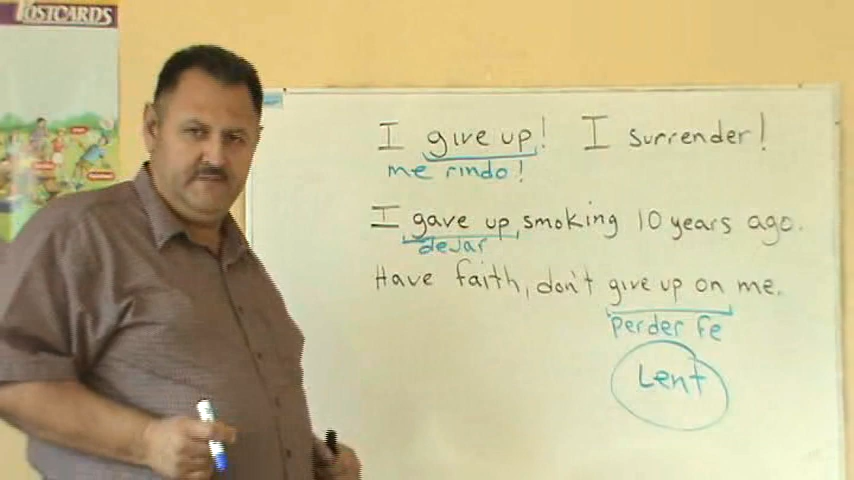 POSTCARDS
I give up! I surrender!
me rindo!
I gave up smoking 10 years ago.
dejar
Have faith, don't give up on me.
perder fe
Lent